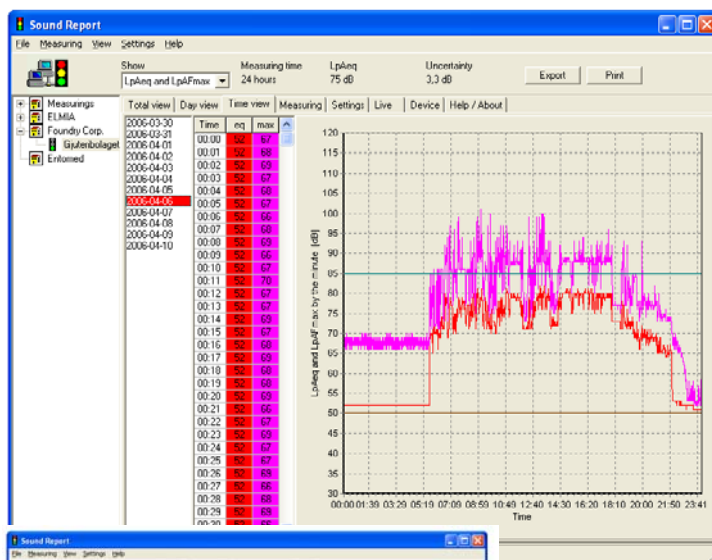 Sound Report
File Measuring View Settings Help
Show Measuring time LpAeq Uncertainty
LpAeq and LpAFmax 24 hours 75 dB 3,3 dB Export Print
Measurings
ELMIA
Foundry Corp.
Gjuteribolaget
Entomed
Total view Day view Time view Measuring Settings Live Device Help / About
2006-03-30
2006-03-31
2006-04-01
2006-04-02
2006-04-03
2006-04-04
2006-04-05
2006-04-06
2006-04-07
2006-04-08
2006-04-09
2006-04-10
Time eq max
00:00 52 67
00:01 52 68
00:02 52 69
00:03 52 67
00:04 52 68
00:05 52 67
00:06 52 66
00:07 52 68
00:08 52 69
00:09 52 66
00:10 52 67
00:11 52 70
00:12 52 67
00:13 52 67
00:14 52 69
00:15 52 67
00:16 52 68
00:17 52 69
00:18 52 68
00:19 52 68
00:20 52 69
00:21 52 66
00:22 52 67
00:23 52 69
00:24 52 67
00:25 52 67
00:26 52 69
00:27 52 66
00:28 52 68
00:29 52 69
LpAeq and LpAFmax by the minute [dB]
120
115
110
105
100
95
90
85
80
75
70
65
60
55
50
45
40
35
30
00:00 01:39 03:29 05:19 07:09 08:59 10:49 12:40 14:30 16:20 18:10 20:00 21:50 23:41
Time
Sound Report
File Measuring View Settings Help